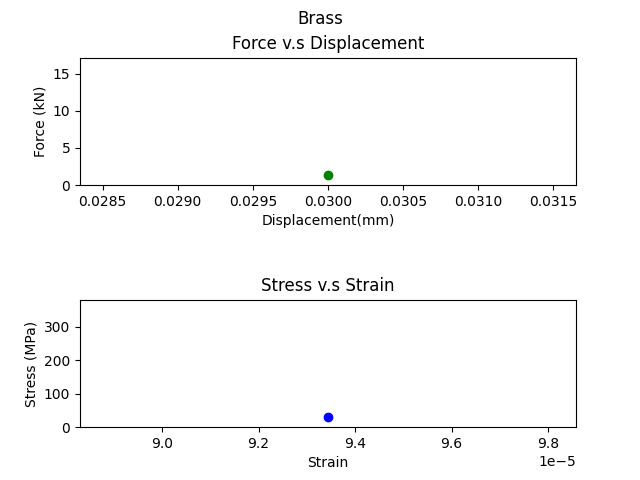 Brass
Force v.s Displacement
15
10
5
0
Force (kN)
0.0285 0.0290 0.0295 0.0300 0.0305 0.0310 0.0315
Displacement(mm)
Stress v.s Strain
300
200
100
0
Stress (MPa)
9.0 9.2 9.4 9.6 9.8
1e−5
Strain